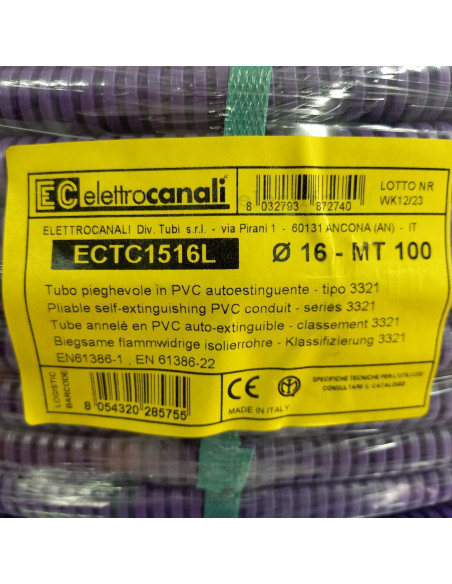 EC elettrocanali
8 032793 872740
LOTTO NR
WK12/23
ELETTROCANALI Div. Tubi s.r.l. - via Pirani 1 - 60131 ANCONA (AN) - IT
ECTC1516L Ø 16 - MT 100
Tubo pieghevole in PVC autoestinguente - tipo 3321
Pliable self-extinguishing PVC conduit - series 3321
Tube annelè en PVC auto-extinguible - classement 3321
Biegsame flammwidrige isolierrohre - Klassifizierung 3321
EN61386-1 , EN 61386-22
LOGISTIC
BARCODE
8 054320 285755
CE
MADE IN ITALY
SPECIFICHE TECNICHE PER L'UTILIZZO
CONSULTARE IL CATALOGO